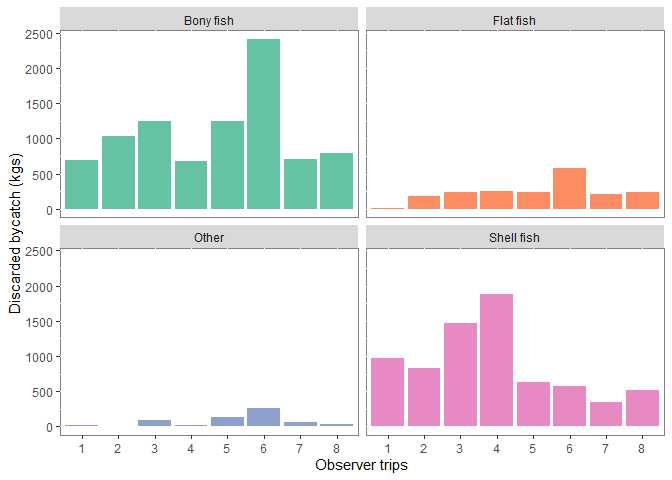 Bony fish
Flat fish
2500
2000
1500
1000
500
0
Other
Shell fish
2500
2000
1500
1000
500
0
1 2 3 4 5 6 7 8
1 2 3 4 5 6 7 8
Observer trips
Discarded bycatch (kgs)